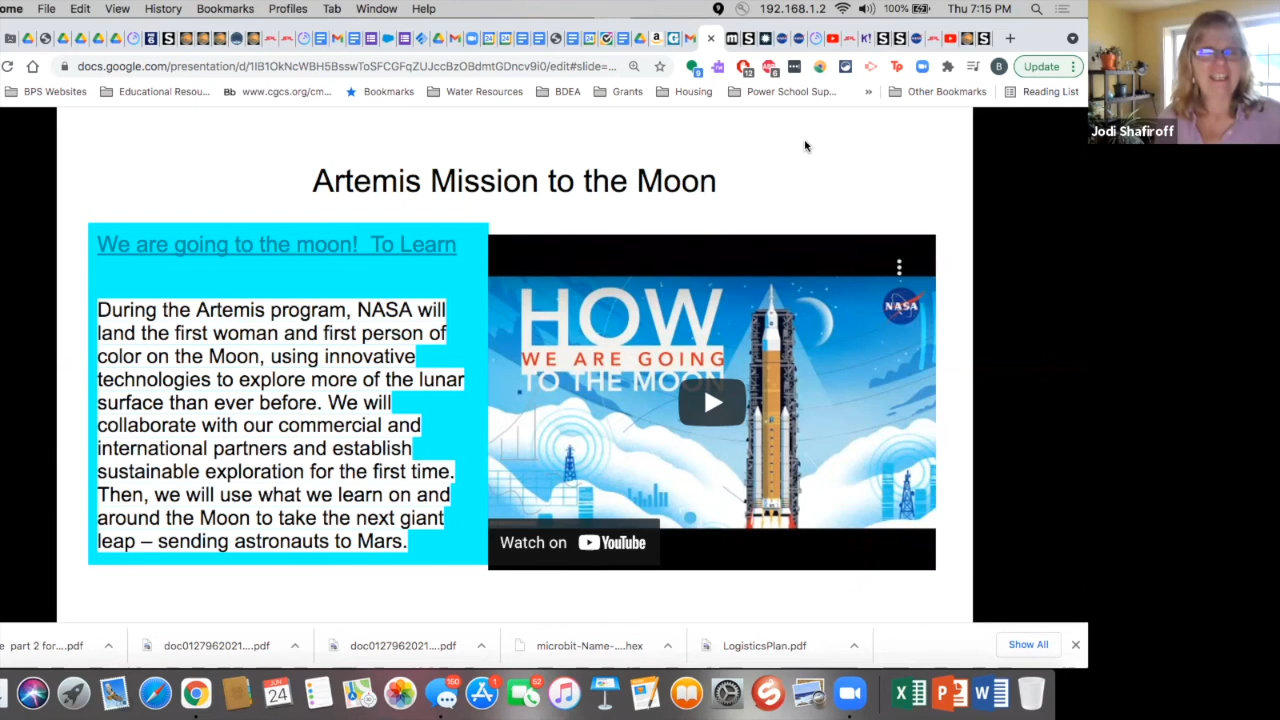 ome File Edit View History Bookmarks Profiles Tab Window Help 192.168.1.2 100% Thu 7:15 PM
Update
BPS Websites Educational Resou... Bb www.cgcs.org/cm... Bookmarks Water Resources BDEA Grants Housing Power School Sup... » Other Bookmarks Reading List
Jodi Shafiroff
Artemis Mission to the Moon
We are going to the moon! To Learn
During the Artemis program, NASA will
land the first woman and first person of
color on the Moon, using innovative
technologies to explore more of the lunar
surface than ever before. We will
collaborate with our commercial and
international partners and establish
sustainable exploration for the first time.
Then, we will use what we learn on and
around the Moon to take the next giant
leap – sending astronauts to Mars.
HOW
WE ARE GOING
TO THE MOON
NASA
Watch on YouTube
part 2 for....pdf doc0127962021...pdf doc0127962021...pdf microbit-Name-....hex LogisticsPlan.pdf Show All
JUN
24
150
1
52